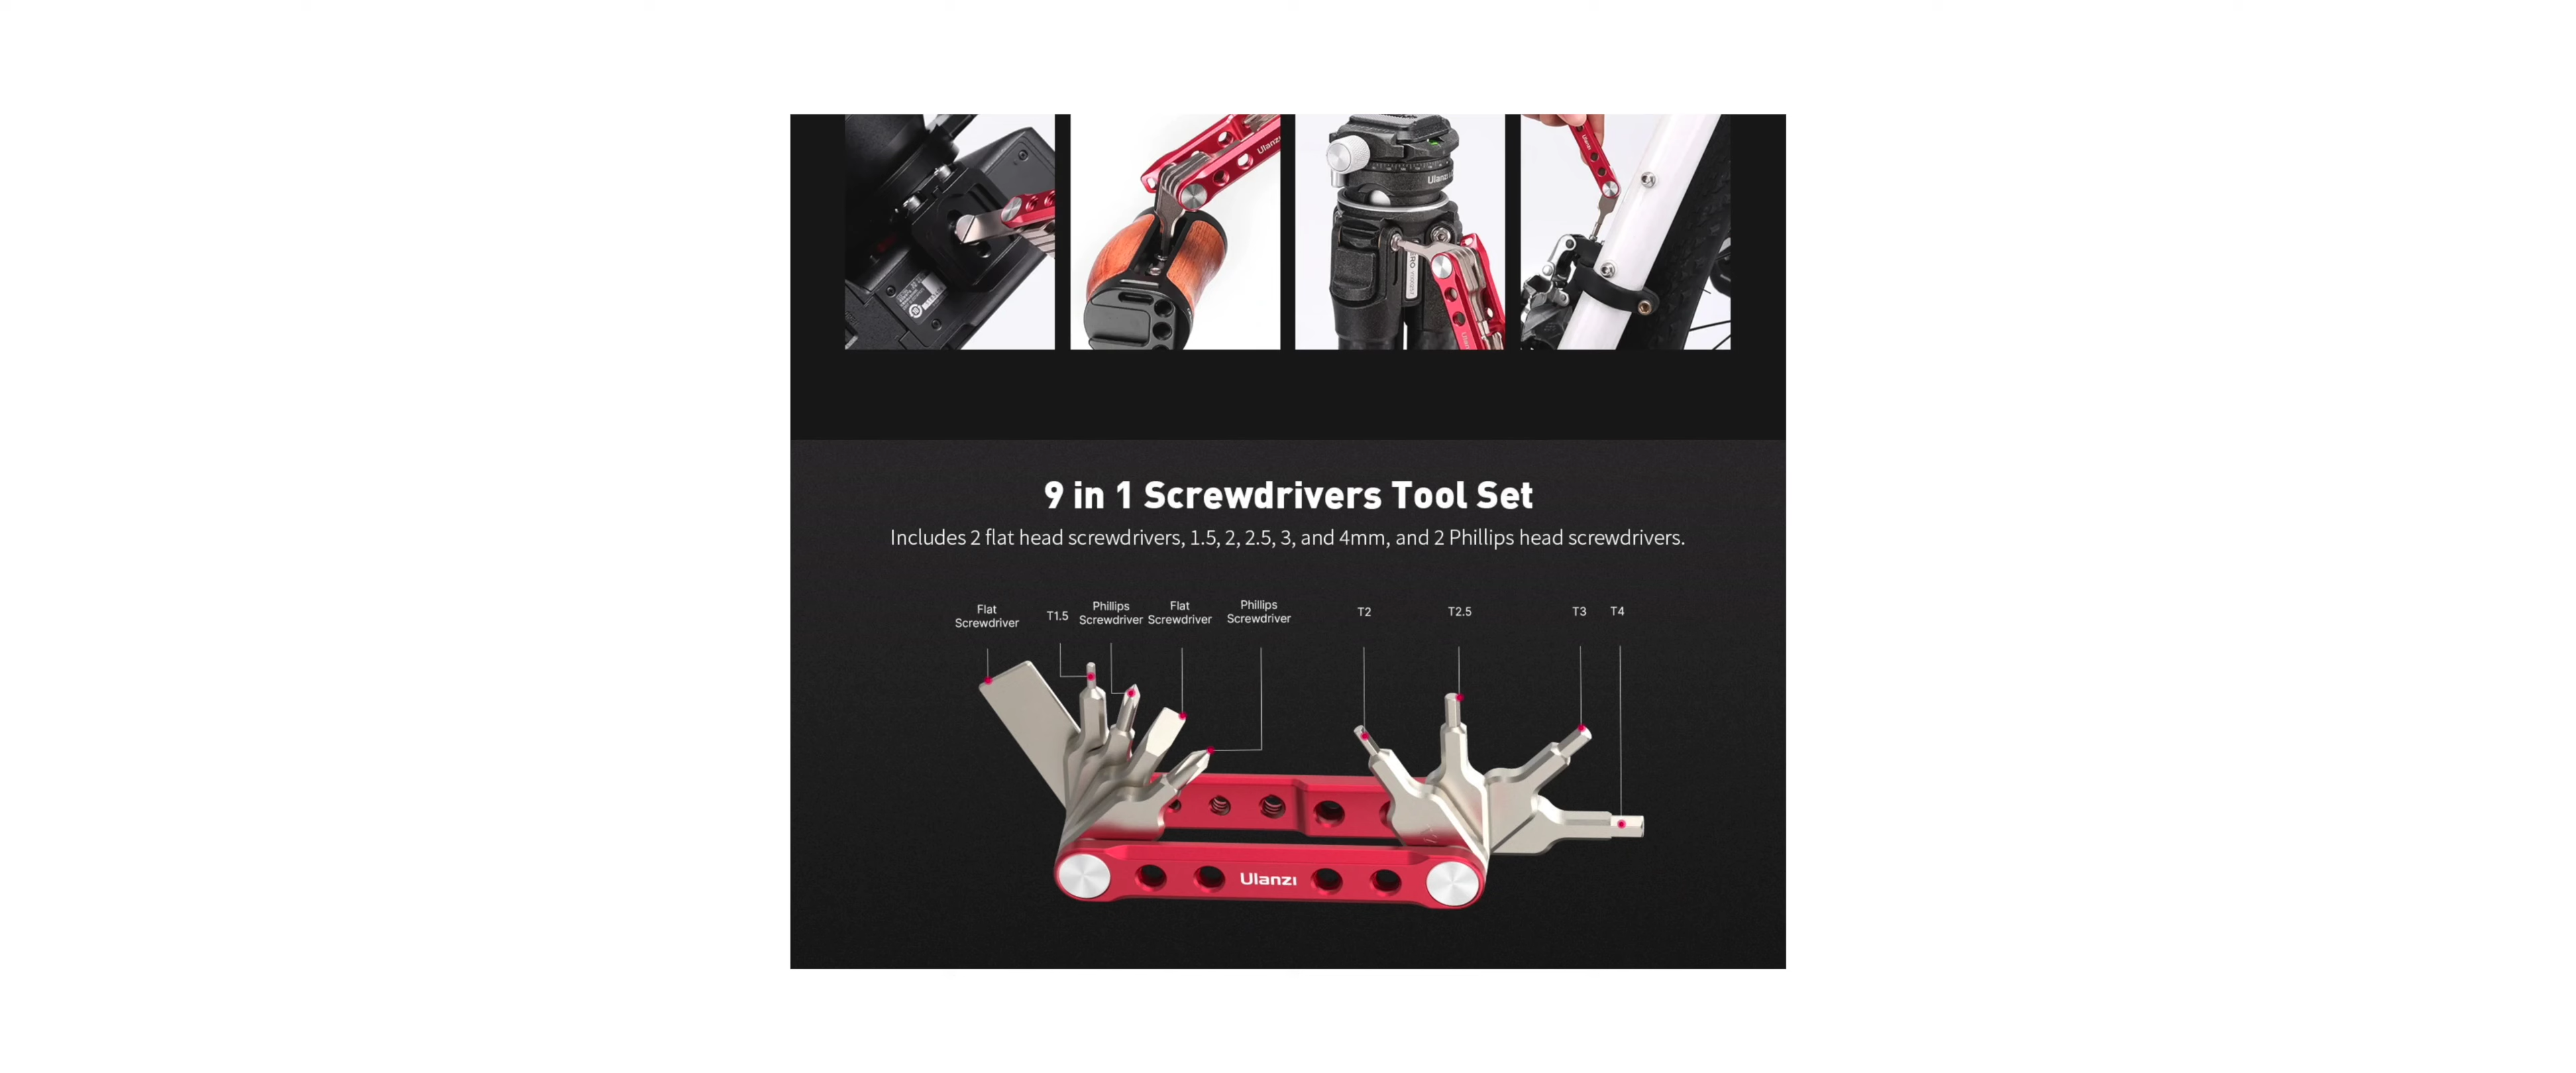 Ulanzi
Ulanzi
9 in 1 Screwdrivers Tool Set
Includes 2 flat head screwdrivers, 1.5, 2, 2.5, 3, and 4mm, and 2 Phillips head screwdrivers.
Flat
Screwdriver
T1.5
Phillips
Screwdriver
Flat
Screwdriver
Phillips
Screwdriver
T2
T2.5
T3
T4
Ulanzi